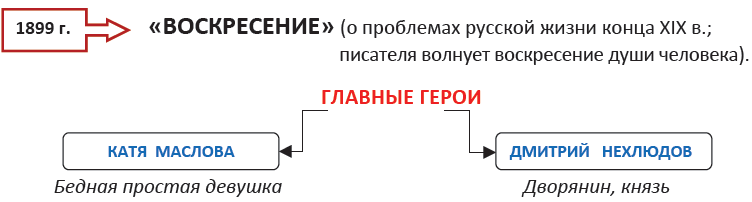 1899 г.
«ВОСКРЕСЕНИЕ» (о проблемах русской жизни конца XIX в.;
писателя волнует воскресение души человека).
ГЛАВНЫЕ ГЕРОИ
КАТЯ МАСЛОВА
ДМИТРИЙ НЕХЛЮДОВ
Бедная простая девушка
Дворянин, князь